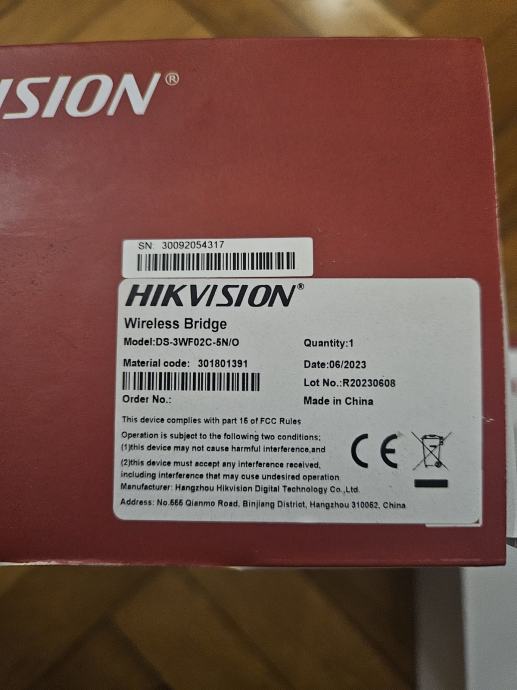 ISION®
SN: 30092054317
HIKVISION®
Wireless Bridge
Model:DS-3WF02C-5N/O
Quantity:1
Material code: 301801391
Date:06/2023
Lot No.:R20230608
Order No.:
Made in China
This device complies with part 15 of FCC Rules
Operation is subject to the following two conditions;
(1)this device may not cause harmful interference,and
(2)this device must accept any interference received,
including interference that may cuse undesired operation
CE
Manufacturer: Hangzhou Hikvision Digital Technology Co.,Ltd.
Address: No.555 Qianmo Road, Binjiang District, Hangzhou 310052, China